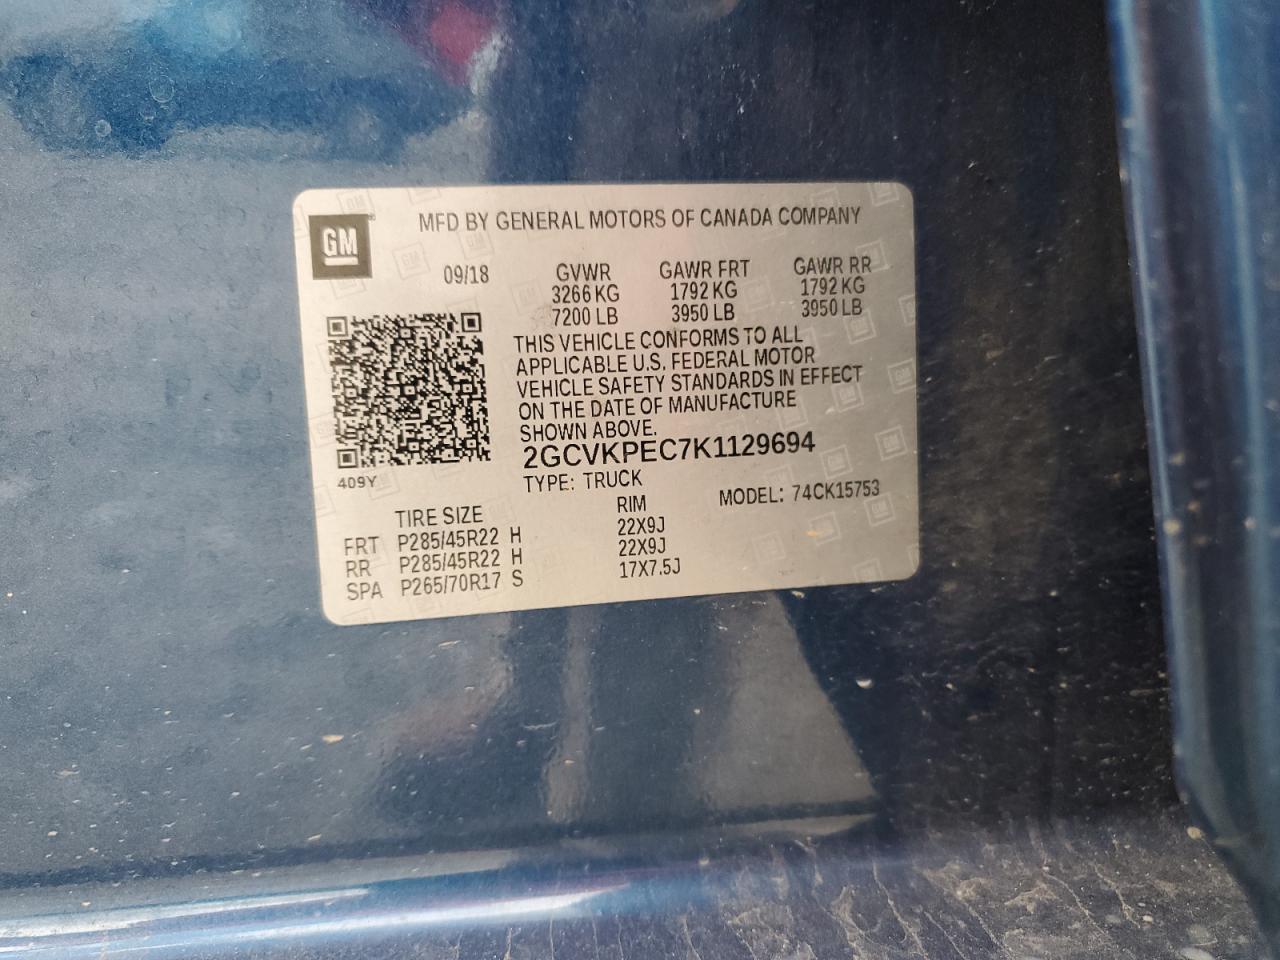 GM
MFD BY GENERAL MOTORS OF CANADA COMPANY
09/18 GVWR GAWR FRT GAWR RR
3266 KG 1792 KG 1792 KG
7200 LB 3950 LB 3950 LB
THIS VEHICLE CONFORMS TO ALL
APPLICABLE U.S. FEDERAL MOTOR
VEHICLE SAFETY STANDARDS IN EFFECT
ON THE DATE OF MANUFACTURE
SHOWN ABOVE.
2GCVKPEC7K1129694
409Y
TYPE: TRUCK
MODEL: 74CK15753
TIRE SIZE RIM
FRT P285/45R22 H 22X9J
RR P285/45R22 H 22X9J
SPA P265/70R17 S 17X7.5J